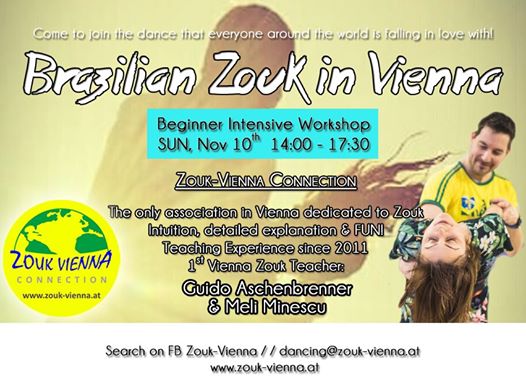 Come to join the dance that everyone around the world is falling in love with!
Brazilian Zouk in Vienna
Beginner Intensive Workshop
SUN, Nov 10th 14:00 - 17:30
Zouk-Vienna Connection
The only association in Vienna dedicated to Zouk
Intuition, detailed explanation & FUN!
Teaching Experience since 2011
1st Vienna Zouk Teacher:
Guido Aschenbrenner
& Meli Minescu
ZOUK VIENNA
CONNECTION
www.zouk-vienna.at
Search on FB Zouk-Vienna // dancing@zouk-vienna.at
www.zouk-vienna.at